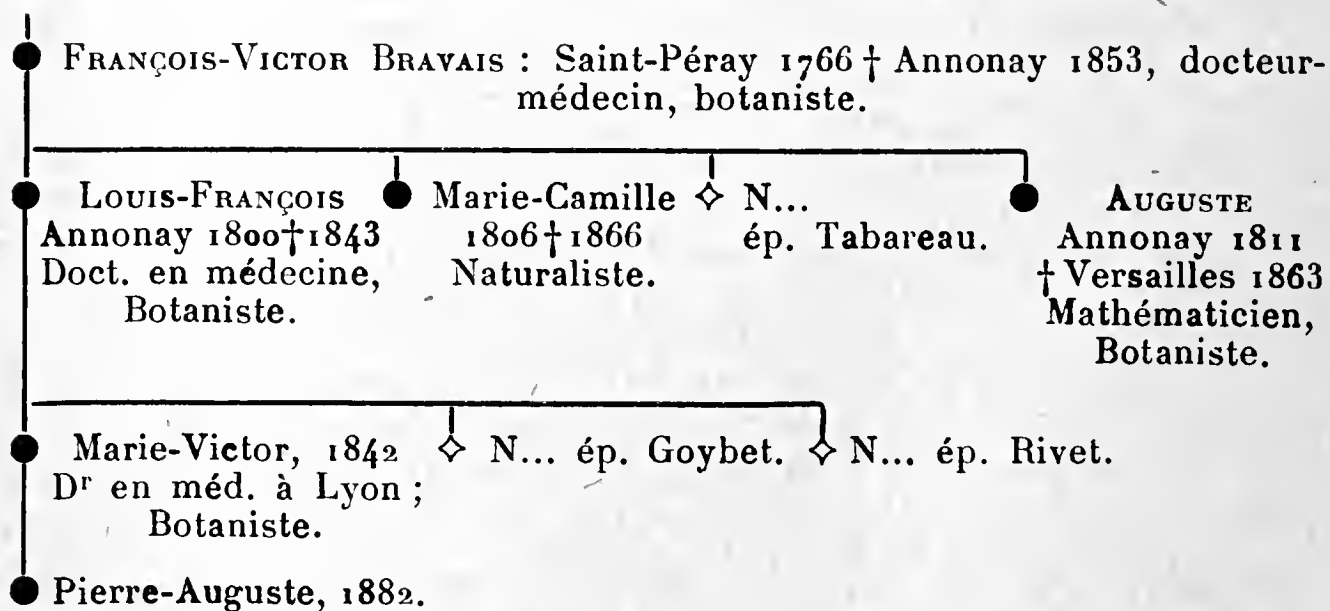 FRANÇOIS-VICTOR BRAVAIS : Saint-Péray 1766 † Annonay 1853, docteur-
médecin, botaniste.
LOUIS-FRANÇOIS
Annonay 1800†1843
Doct. en médecine,
Botaniste.
Marie-Camille
1806†1866
Naturaliste.
N...
ép. Tabareau.
AUGUSTE
Annonay 1811
† Versailles 1863
Mathématicien,
Botaniste.
Marie-Victor, 1842
Dr en méd. à Lyon ;
Botaniste.
N... ép. Goybet.
N... ép. Rivet.
Pierre-Auguste, 1882.